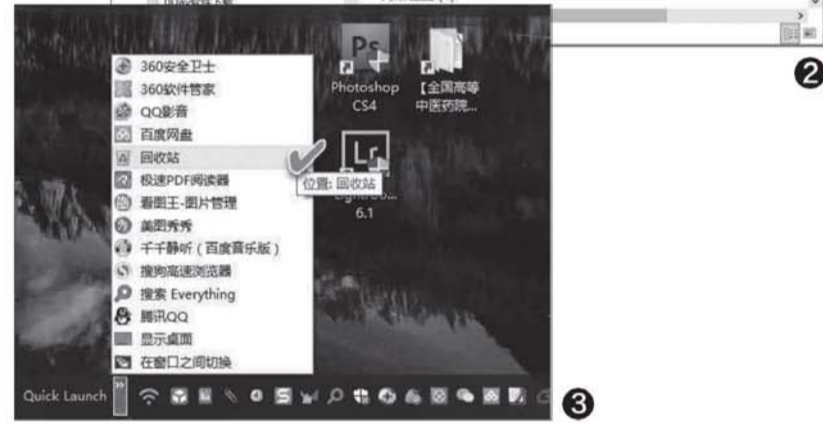 ❷
360安全卫士
360软件管家
QQ影音
百度网盘
回收站
极速PDF阅读器
看图王-图片管理
美图秀秀
千千静听（百度音乐版）
搜狗高速浏览器
搜索 Everything
腾讯QQ
显示桌面
在窗口之间切换
Ps
Photoshop
CS4
【全国高等
中医药院...
Lr
位置: 回收站
6.1
Quick Launch
❸